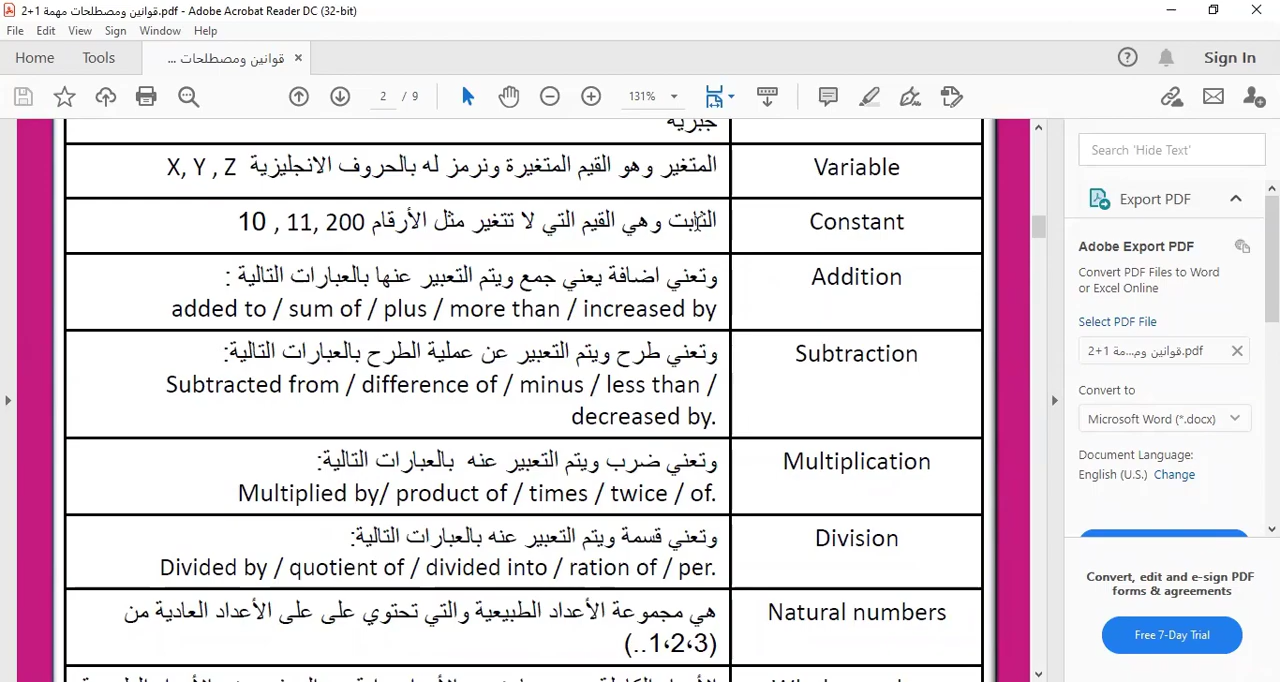 قوانين ومصطلحات مهمة 1+2.pdf - Adobe Acrobat Reader DC (32-bit)
File Edit View Sign Window Help
Home Tools قوانين ومصطلحات ... × Sign In
2 / 9 131%
جبرية
المتغير وهو القيم المتغيرة ونرمز له بالحروف الانجليزية X, Y , Z
Variable
الثابت وهي القيم التي لا تتغير مثل الأرقام 10 , 11, 200
Constant
وتعني اضافة يعني جمع ويتم التعبير عنها بالعبارات التالية :
added to / sum of / plus / more than / increased by
Addition
وتعني طرح ويتم التعبير عن عملية الطرح بالعبارات التالية:
Subtracted from / difference of / minus / less than /
decreased by.
Subtraction
وتعني ضرب ويتم التعبير عنه بالعبارات التالية:
Multiplied by/ product of / times / twice / of.
Multiplication
وتعني قسمة ويتم التعبير عنه بالعبارات التالية:
Divided by / quotient of / divided into / ration of / per.
Division
هي مجموعة الأعداد الطبيعية والتي تحتوي على على الأعداد العادية من
(1،2،3..)
Natural numbers
Search 'Hide Text'
Export PDF
Adobe Export PDF
Convert PDF Files to Word
or Excel Online
Select PDF File
قوانين وم...مة 1+2.pdf
Convert to
Microsoft Word (*.docx)
Document Language:
English (U.S.) Change
Convert, edit and e-sign PDF
forms & agreements
Free 7-Day Trial